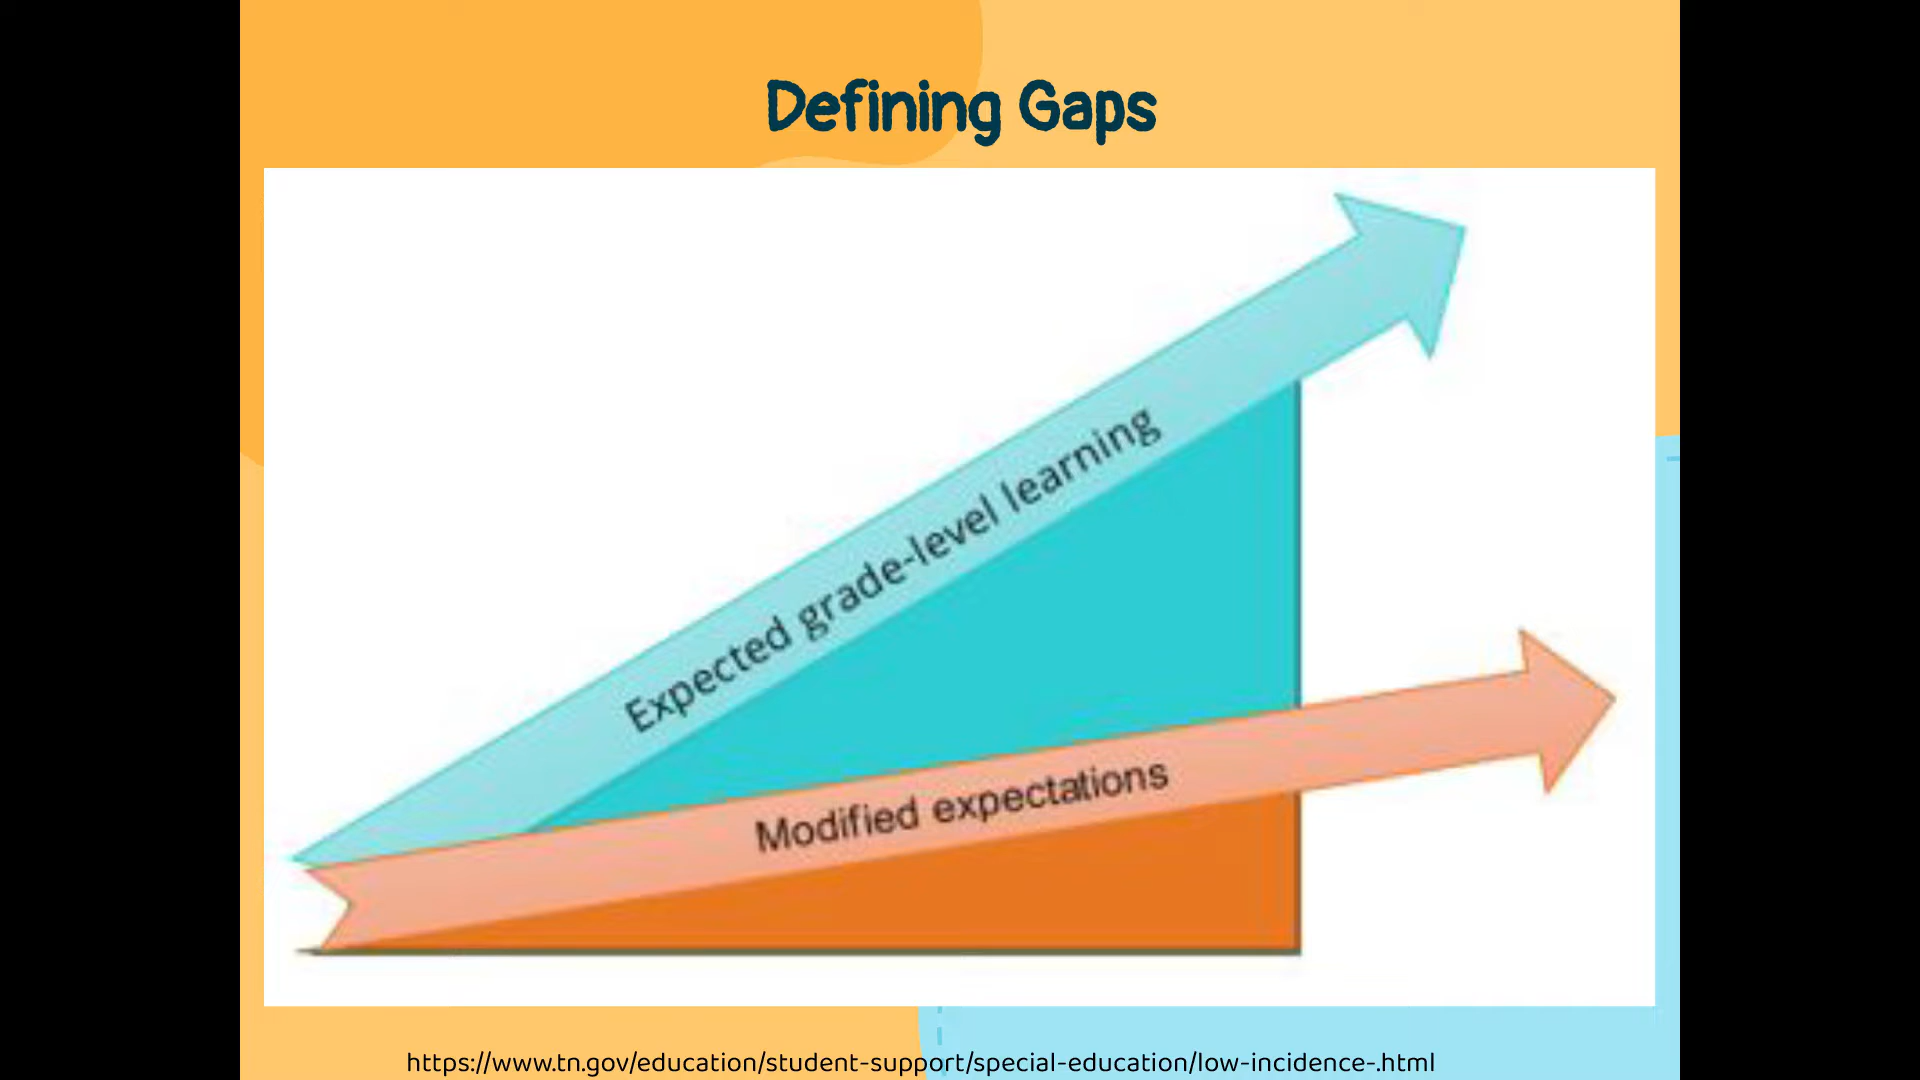 Defining Gaps
Expected grade-level learning
Modified expectations
https://www.tn.gov/education/student-support/special-education/low-incidence-.html